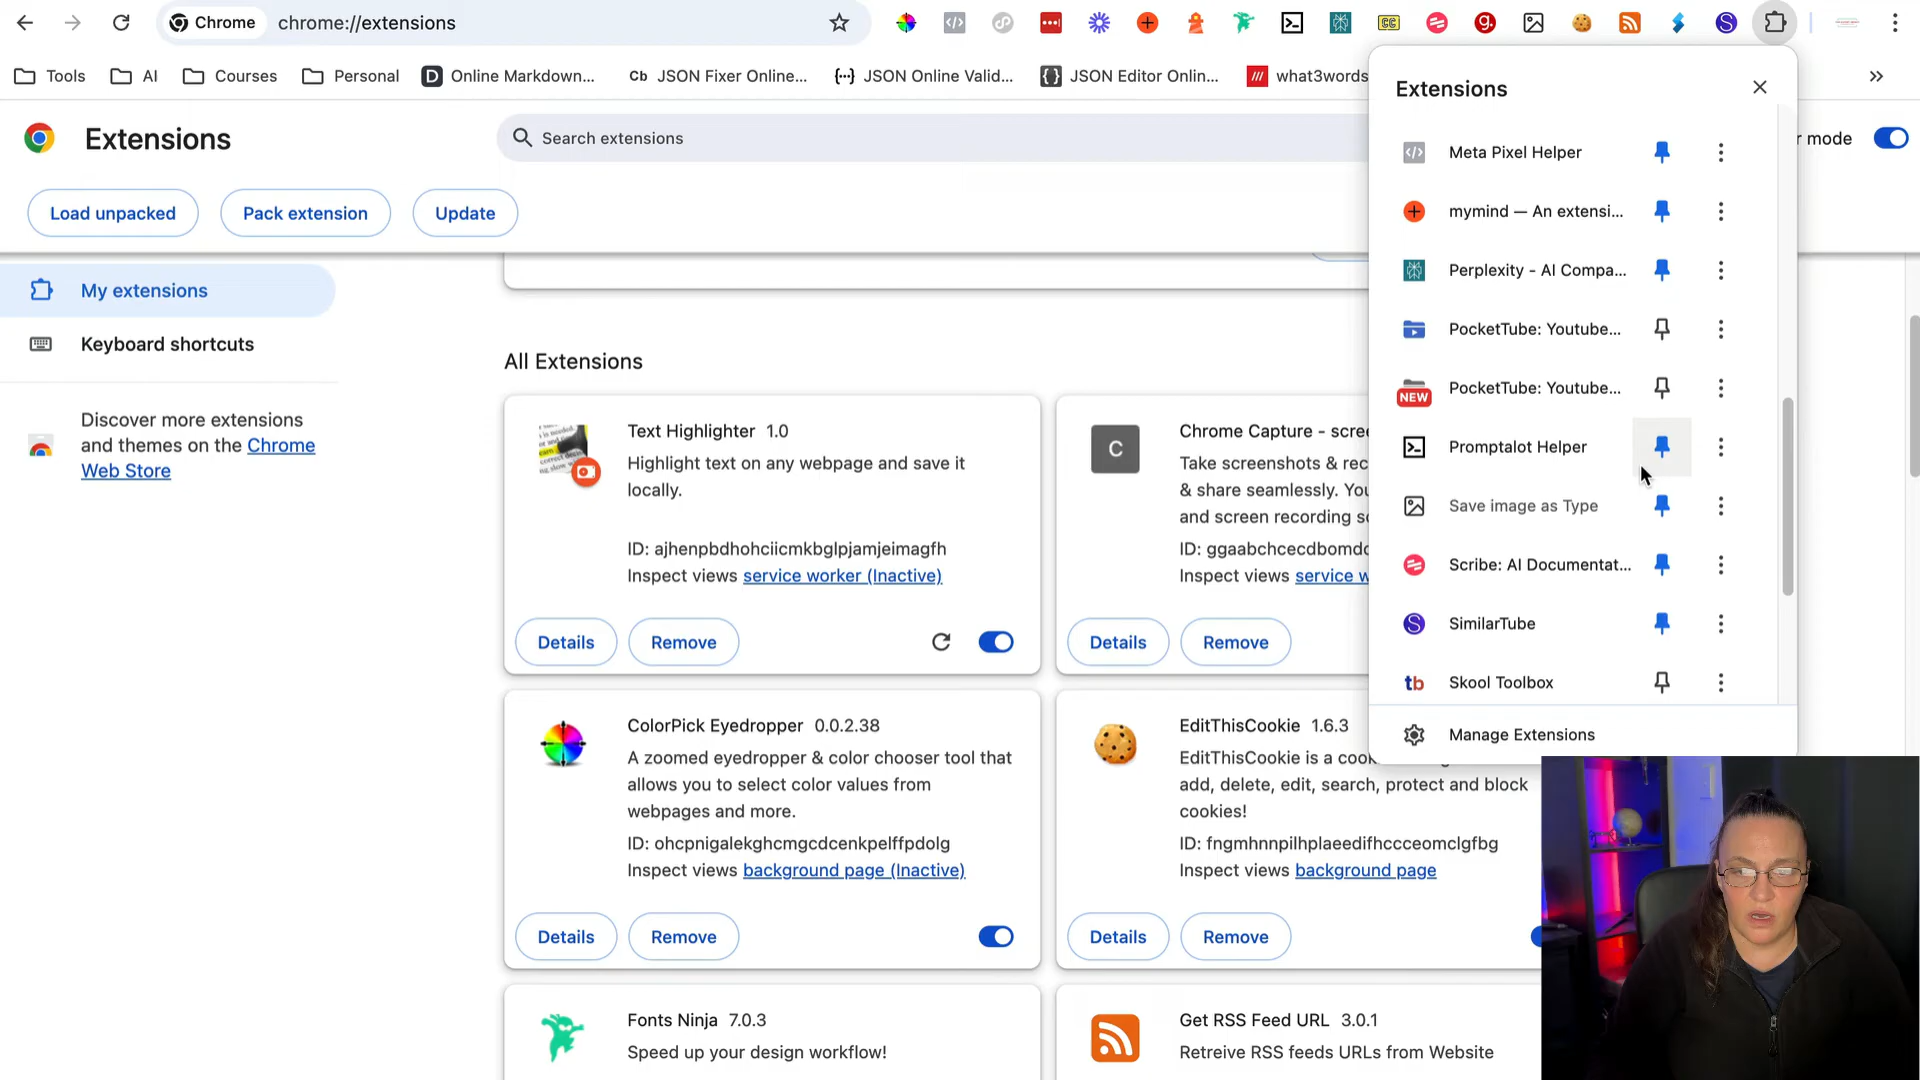 Chrome
chrome://extensions
CC
g.
S
Tools
AI
Courses
Personal
D Online Markdown...
Cb JSON Fixer Online...
{···} JSON Online Valid...
{ } JSON Editor Onlin...
/// what3words
Extensions
Search extensions
r mode
Load unpacked
Pack extension
Update
My extensions
Keyboard shortcuts
Discover more extensions
and themes on the Chrome
Web Store
All Extensions
Text Highlighter 1.0
Highlight text on any webpage and save it
locally.
ID: ajhenpbdhohciicmkbglpjamjeimagfh
Inspect views service worker (Inactive)
Details
Remove
C
Chrome Capture - scre
Take screenshots & rec
& share seamlessly. You
and screen recording s
ID: ggaabchcecdbomdc
Inspect views service w
Details
Remove
ColorPick Eyedropper 0.0.2.38
A zoomed eyedropper & color chooser tool that
allows you to select color values from
webpages and more.
ID: ohcpnigalekghcmgcdcenkpelffpdolg
Inspect views background page (Inactive)
Details
Remove
EditThisCookie 1.6.3
EditThisCookie is a cook
add, delete, edit, search, protect and block
cookies!
ID: fngmhnnpilhplaeedifhccceomclgfbg
Inspect views background page
Details
Remove
Fonts Ninja 7.0.3
Speed up your design workflow!
Get RSS Feed URL 3.0.1
Retreive RSS feeds URLs from Website
Extensions
Meta Pixel Helper
mymind — An extensi...
Perplexity - AI Compa...
PocketTube: Youtube...
NEW
PocketTube: Youtube...
Promptalot Helper
Save image as Type
Scribe: AI Documentat...
S SimilarTube
tb Skool Toolbox
Manage Extensions